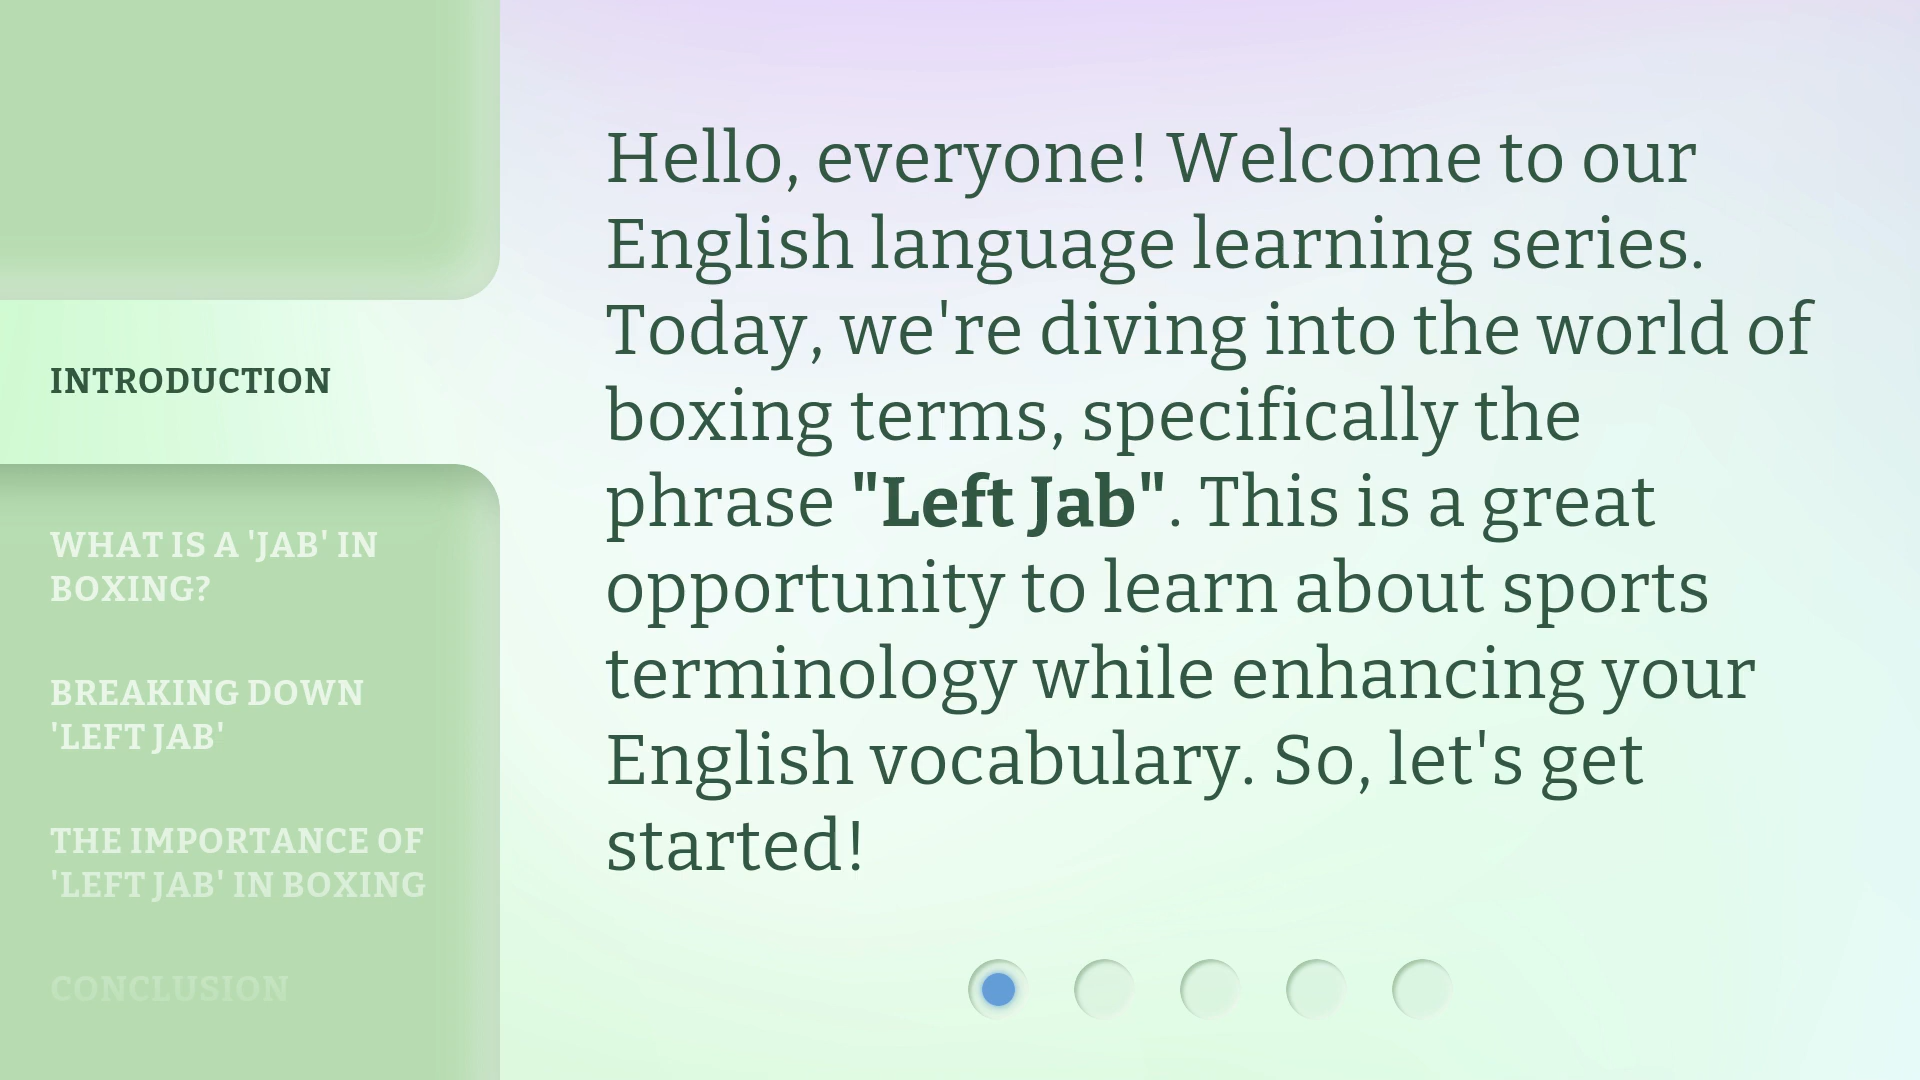 INTRODUCTION
WHAT IS A 'JAB' IN
BOXING?
BREAKING DOWN
'LEFT JAB'
THE IMPORTANCE OF
'LEFT JAB' IN BOXING
CONCLUSION
Hello, everyone! Welcome to our
English language learning series.
Today, we're diving into the world of
boxing terms, specifically the
phrase "Left Jab". This is a great
opportunity to learn about sports
terminology while enhancing your
English vocabulary. So, let's get
started!